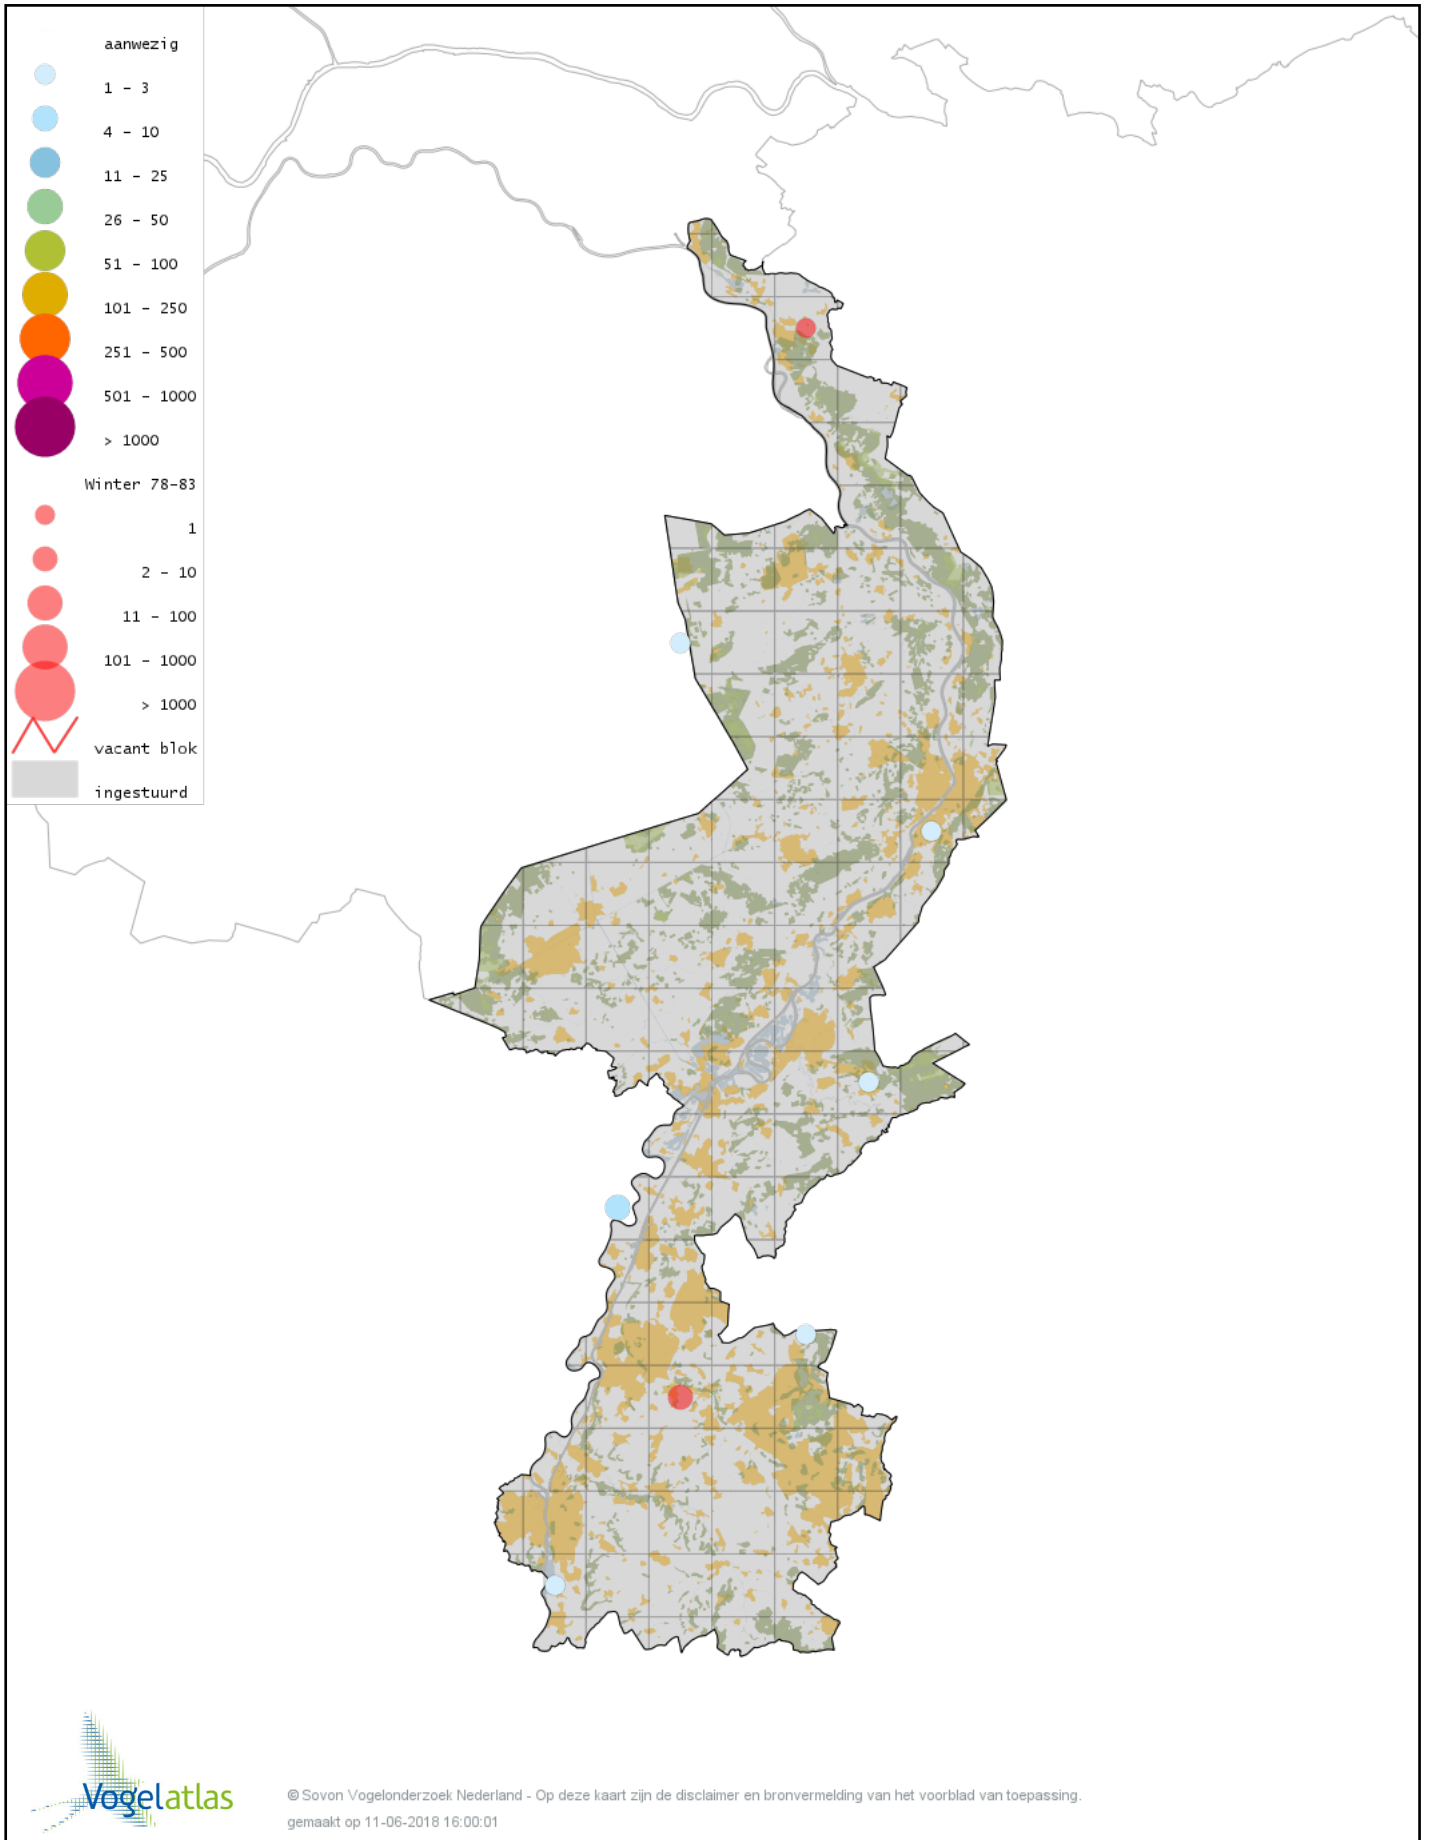 aanwezig
1 - 3
4 - 10
11 - 25
26 - 50
51 - 100
101 - 250
251 - 500
501 - 1000
> 1000
Winter 78-83
1
2 - 10
11 - 100
101 - 1000
> 1000
vacant blok
ingestuurd
Vogelatlas
© Sovon Vogelonderzoek Nederland - Op deze kaart zijn de disclaimer en bronvermelding van het voorblad van toepassing.
gemaakt op 11-06-2018 16:00:01